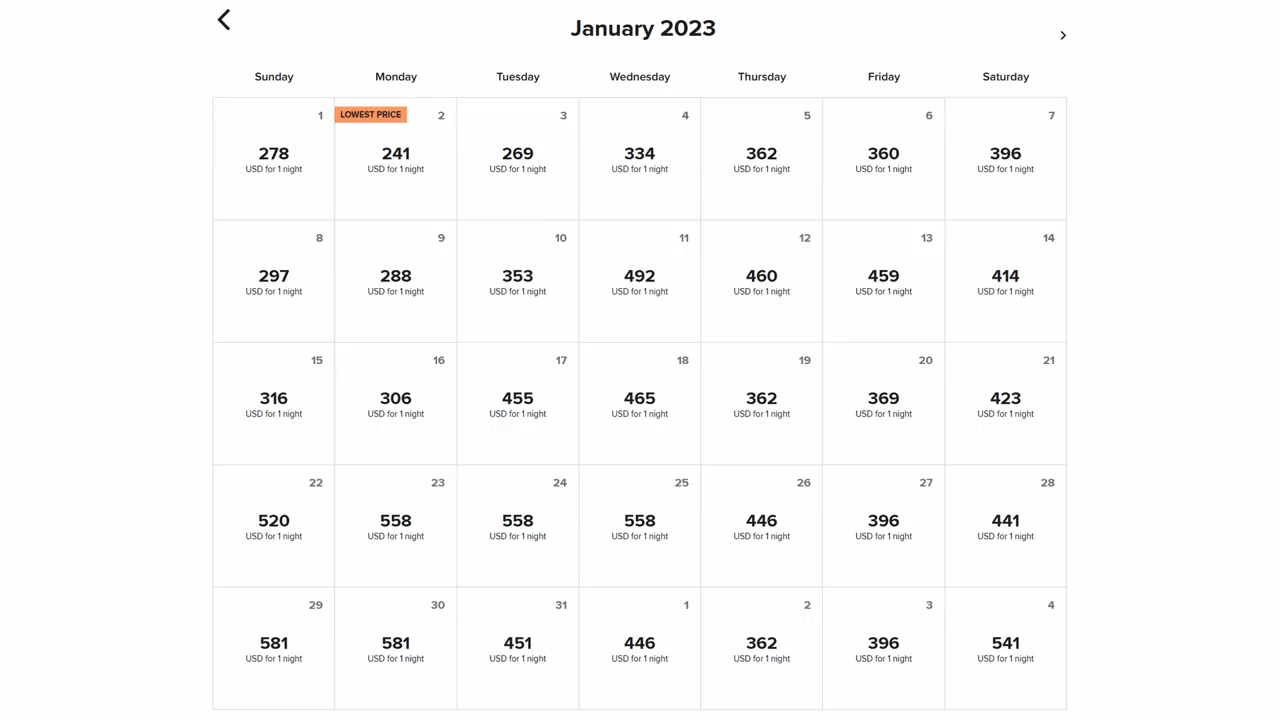 January 2023
Sunday Monday Tuesday Wednesday Thursday Friday Saturday
1 LOWEST PRICE 2 3 4 5 6 7
278 241 269 334 362 360 396
USD for 1 night USD for 1 night USD for 1 night USD for 1 night USD for 1 night USD for 1 night USD for 1 night
8 9 10 11 12 13 14
297 288 353 492 460 459 414
USD for 1 night USD for 1 night USD for 1 night USD for 1 night USD for 1 night USD for 1 night USD for 1 night
15 16 17 18 19 20 21
316 306 455 465 362 369 423
USD for 1 night USD for 1 night USD for 1 night USD for 1 night USD for 1 night USD for 1 night USD for 1 night
22 23 24 25 26 27 28
520 558 558 558 446 396 441
USD for 1 night USD for 1 night USD for 1 night USD for 1 night USD for 1 night USD for 1 night USD for 1 night
29 30 31 1 2 3 4
581 581 451 446 362 396 541
USD for 1 night USD for 1 night USD for 1 night USD for 1 night USD for 1 night USD for 1 night USD for 1 night